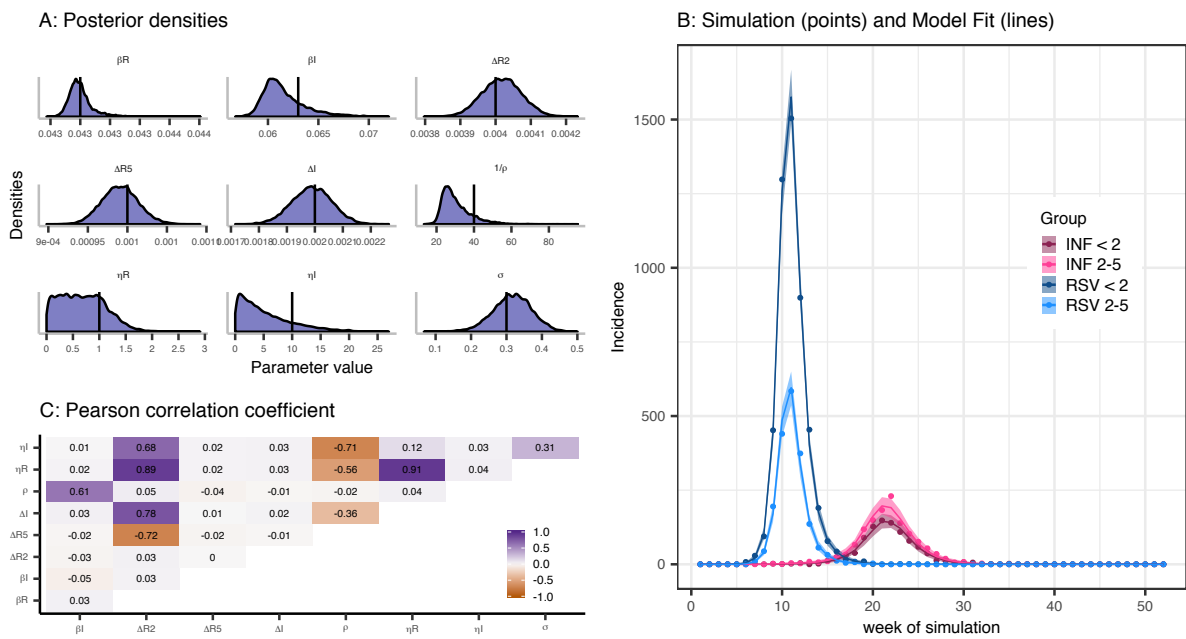 A: Posterior densities
βR
βI
ΔR2
0.043 0.043 0.043 0.043 0.044 0.044
0.06 0.065 0.07
0.0038 0.0039 0.004 0.0041 0.0042
ΔR5
ΔI
1/ρ
9e-04 0.00095 0.001 0.001 0.0011
0.0017 0.0018 0.0019 0.002 0.0021 0.0022
20 40 60 80
ηR
ηI
σ
0 0.5 1 1.5 2 2.5 3
0 5 10 15 20 25
0.1 0.2 0.3 0.4 0.5
Densities
Parameter value
B: Simulation (points) and Model Fit (lines)
1500
1000
500
0
Incidence
0 10 20 30 40 50
week of simulation
Group
INF < 2
INF 2-5
RSV < 2
RSV 2-5
C: Pearson correlation coefficient
ηI 0.01 0.68 0.02 0.03 -0.71 0.12 0.03 0.31
ηR 0.02 0.89 0.02 0.03 -0.56 0.91 0.04
ρ 0.61 0.05 -0.04 -0.01 -0.02 0.04
ΔI 0.03 0.78 0.01 0.02 -0.36
ΔR5 -0.02 -0.72 -0.02 -0.01
ΔR2 -0.03 0.03 0
βI -0.05 0.03
βR 0.03
βI ΔR2 ΔR5 ΔI ρ ηR ηI σ
1.0
0.5
0.0
-0.5
-1.0